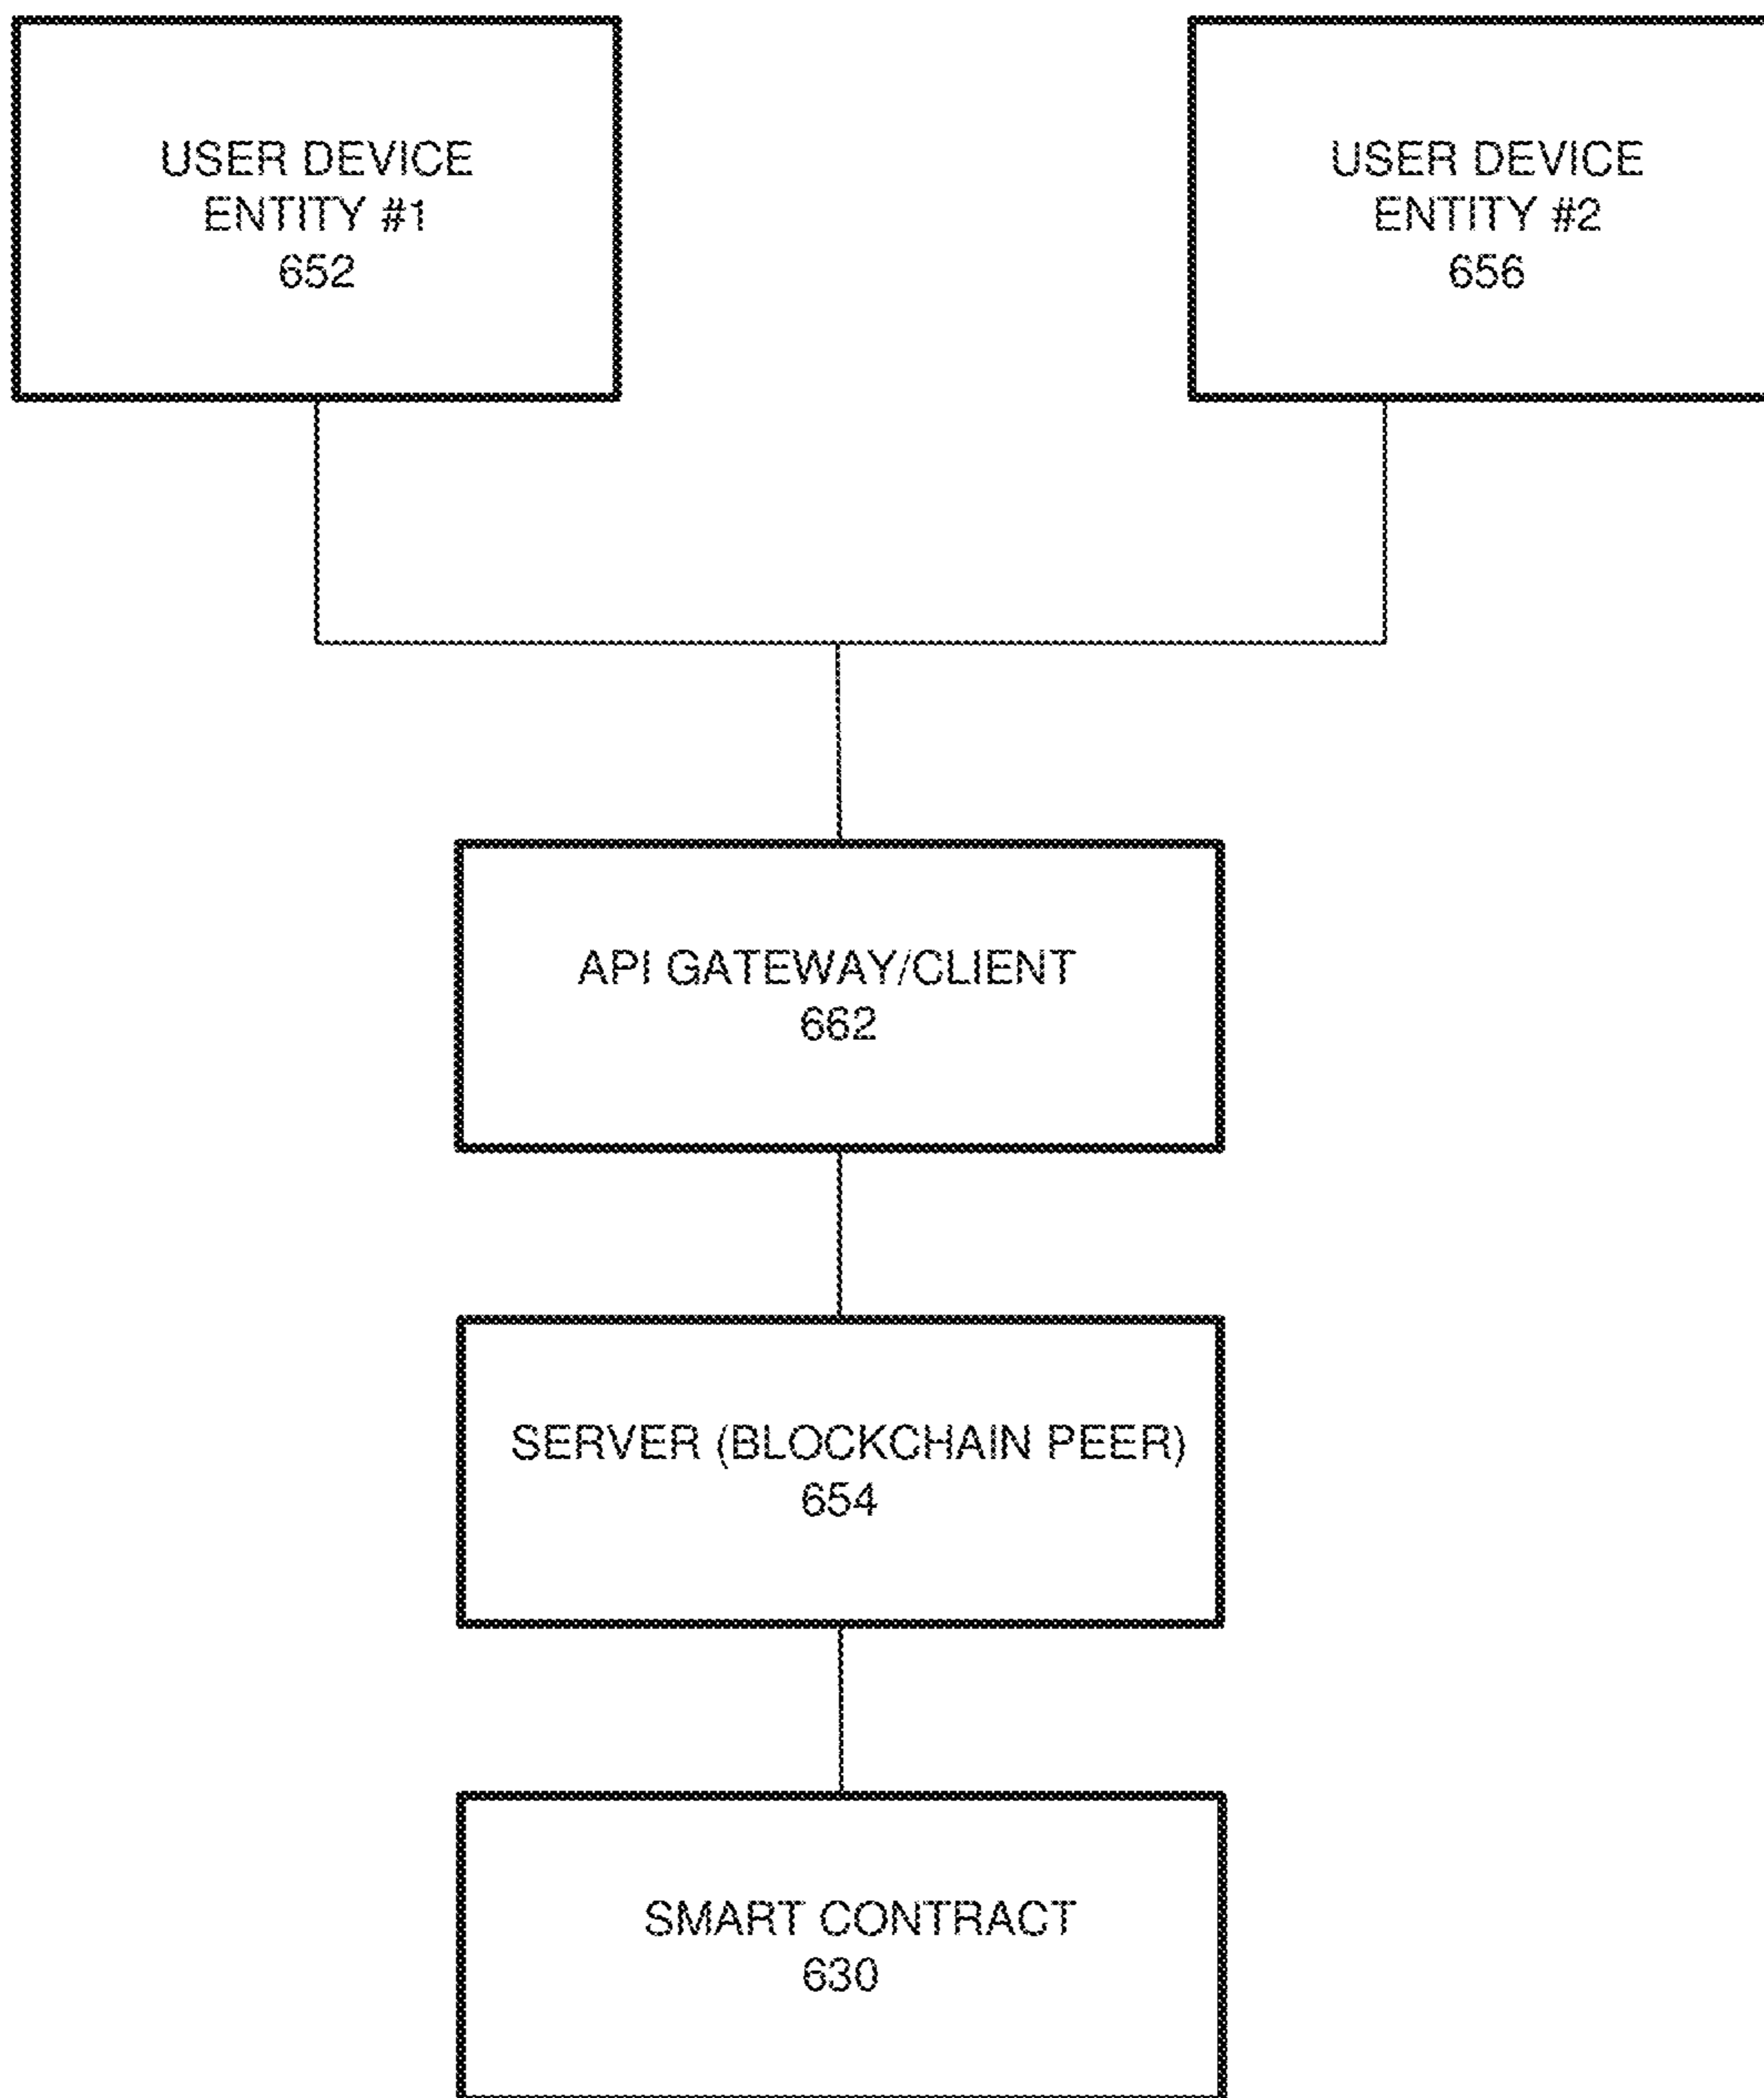 USER DEVICE
ENTITY #1
652
USER DEVICE
ENTITY #2
656
API GATEWAY/CLIENT
662
SERVER (BLOCKCHAIN PEER)
654
SMART CONTRACT
630